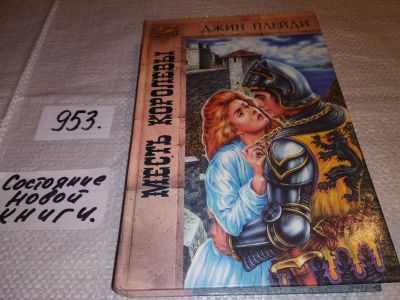 ДЖИН ПЛЕЙДИ
МЕСТЬ КОРОЛЕВЫ
953.
Состояние
новой
книги.